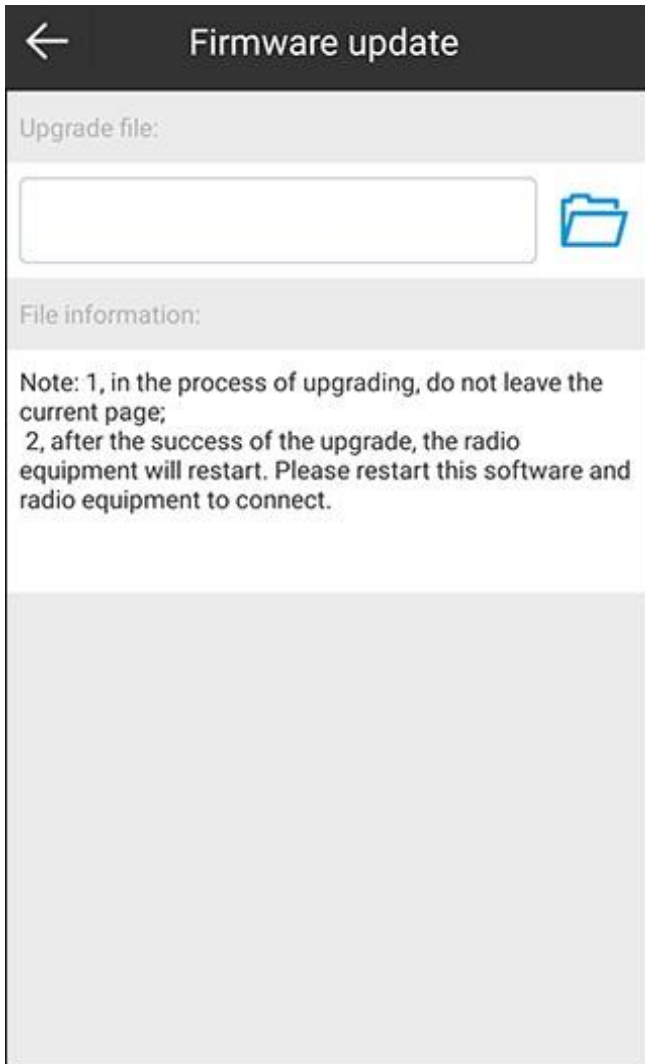 Firmware update
Upgrade file:
File information:
Note: 1, in the process of upgrading, do not leave the
current page;
2, after the success of the upgrade, the radio
equipment will restart. Please restart this software and
radio equipment to connect.